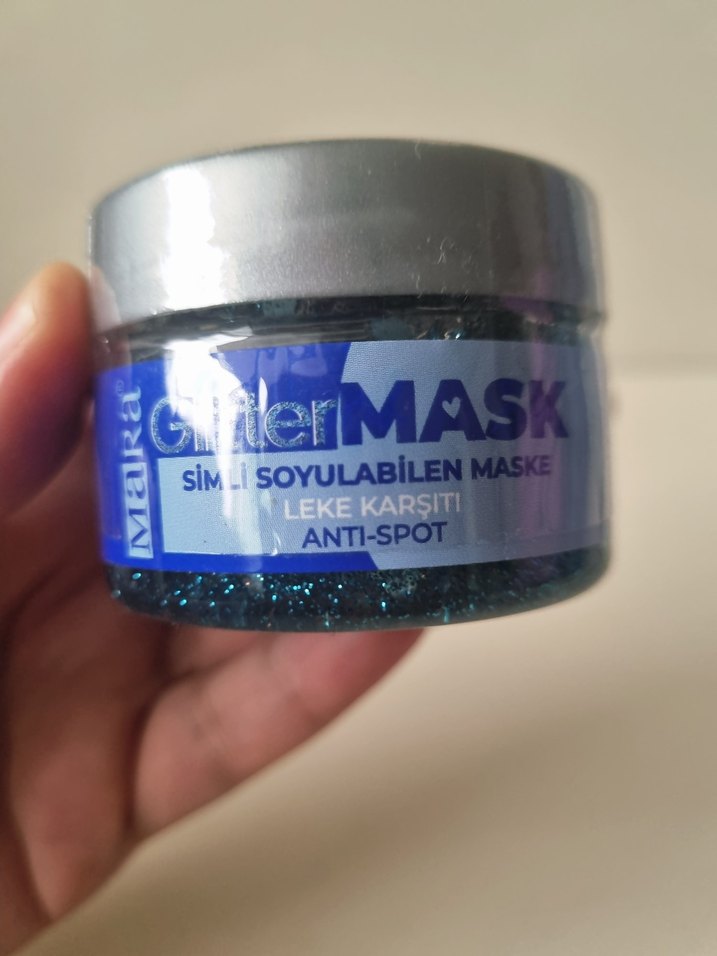 MaRa®
GlitterMASK
SİMLİ SOYULABİLEN MASKE
LEKE KARŞITI
ANTI-SPOT